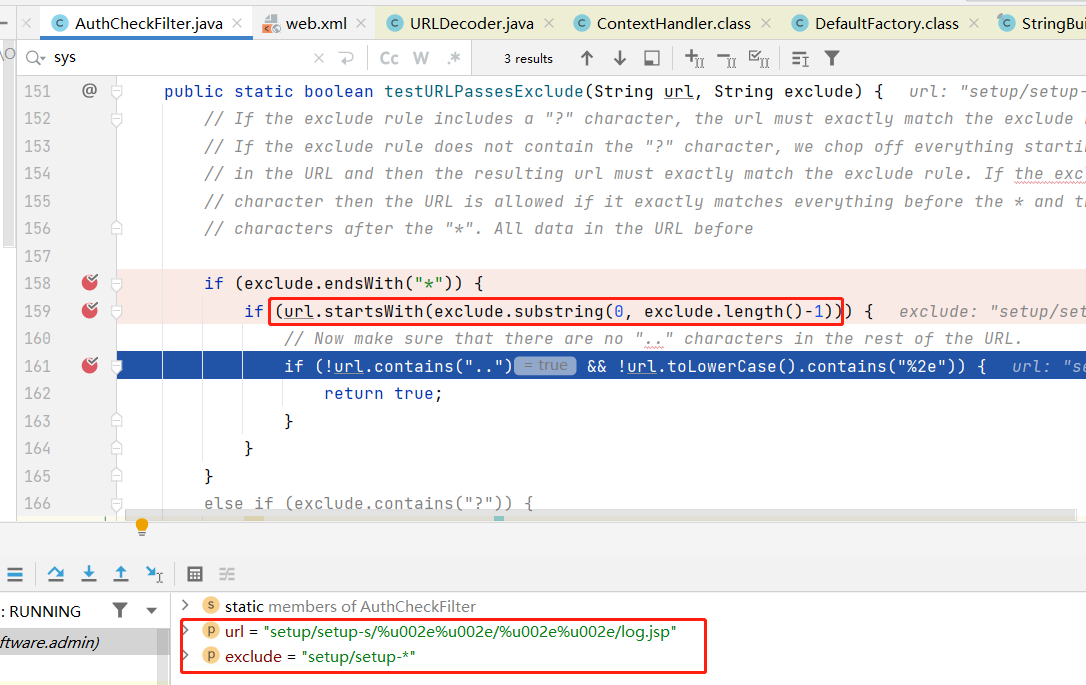 AuthCheckFilter.java web.xml URLDecoder.java ContextHandler.class DefaultFactory.class StringBui
sys Cc W .* 3 results
151 @ public static boolean testURLPassesExclude(String url, String exclude) { url: "setup/setup-
152 // If the exclude rule includes a "?" character, the url must exactly match the exclude
153 // If the exclude rule does not contain the "?" character, we chop off everything starti
154 // in the URL and then the resulting url must exactly match the exclude rule. If the exc
155 // character then the URL is allowed if it exactly matches everything before the * and th
156 // characters after the "*". All data in the URL before
157
158 if (exclude.endsWith("*")) {
159 if (url.startsWith(exclude.substring(0, exclude.length()-1))) { exclude: "setup/set
160 // Now make sure that there are no ".." characters in the rest of the URL.
161 if (!url.contains("..") = true && !url.toLowerCase().contains("%2e")) { url: "se
162 return true;
163 }
164 }
165 }
166 else if (exclude.contains("?")) {
: RUNNING
ftware.admin)
static members of AuthCheckFilter
url = "setup/setup-s/%u002e%u002e/%u002e%u002e/log.jsp"
exclude = "setup/setup-*"